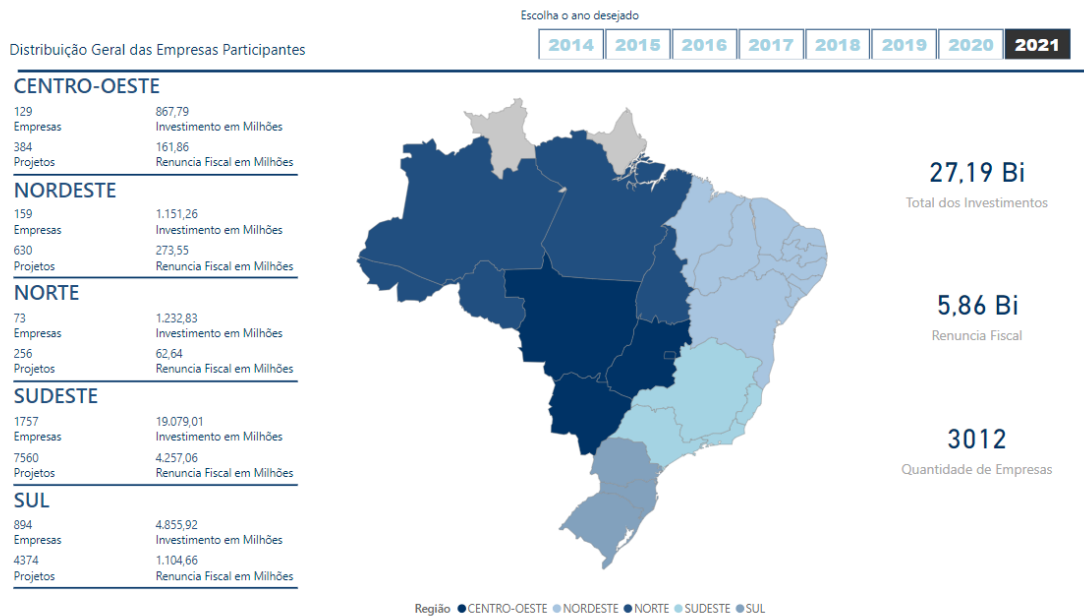 Escolha o ano desejado
Distribuição Geral das Empresas Participantes
2014 2015 2016 2017 2018 2019 2020 2021
CENTRO-OESTE
129 867,79
Empresas Investimento em Milhões
384 161,86
Projetos Renuncia Fiscal em Milhões
NORDESTE
159 1.151,26
Empresas Investimento em Milhões
630 273,55
Projetos Renuncia Fiscal em Milhões
NORTE
73 1.232,83
Empresas Investimento em Milhões
256 62,64
Projetos Renuncia Fiscal em Milhões
SUDESTE
1757 19.079,01
Empresas Investimento em Milhões
7560 4.257,06
Projetos Renuncia Fiscal em Milhões
SUL
894 4.855,92
Empresas Investimento em Milhões
4374 1.104,66
Projetos Renuncia Fiscal em Milhões
27,19 Bi
Total dos Investimentos
5,86 Bi
Renuncia Fiscal
3012
Quantidade de Empresas
Região CENTRO-OESTE NORDESTE NORTE SUDESTE SUL